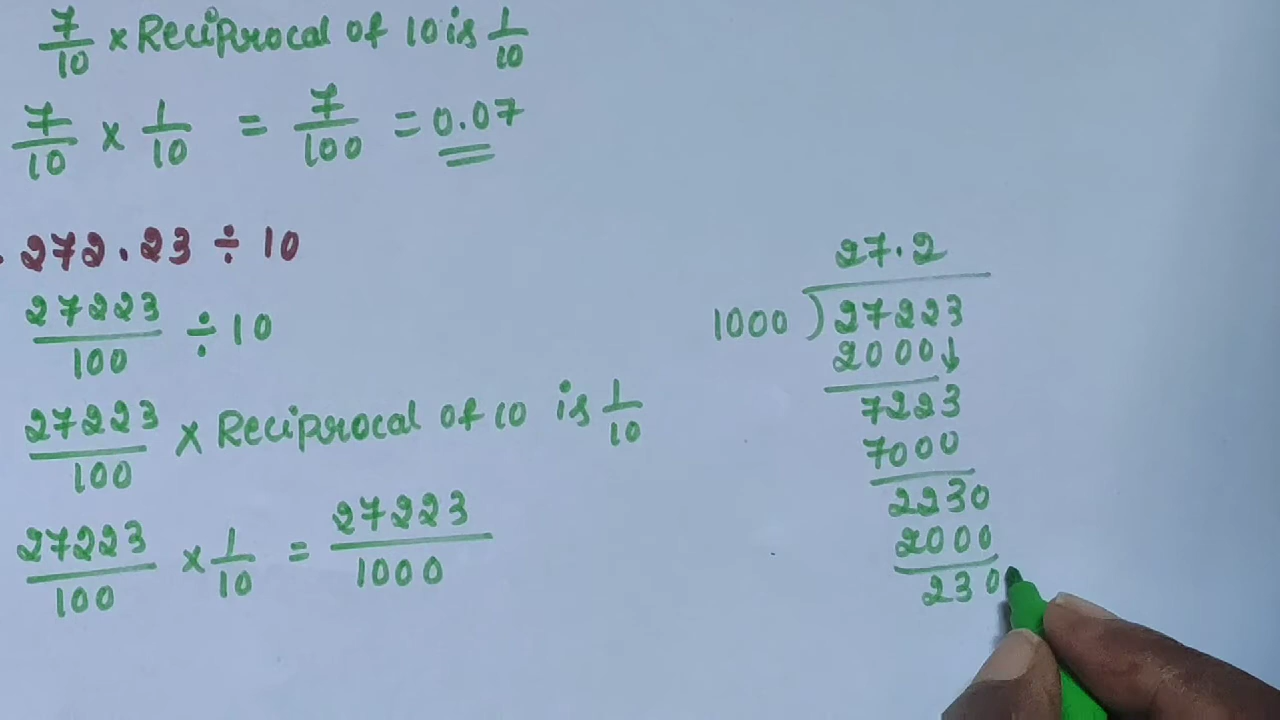 7/10 × Reciprocal of 10 is 1/10
7/10 × 1/10 = 7/100 = 0.07
272.23 ÷ 10
27223/100 ÷ 10
27223/100 × Reciprocal of 10 is 1/10
27223/100 × 1/10 = 27223/1000
27.2
1000 ) 27223
2000↓
7223
7000
2230
2000
230